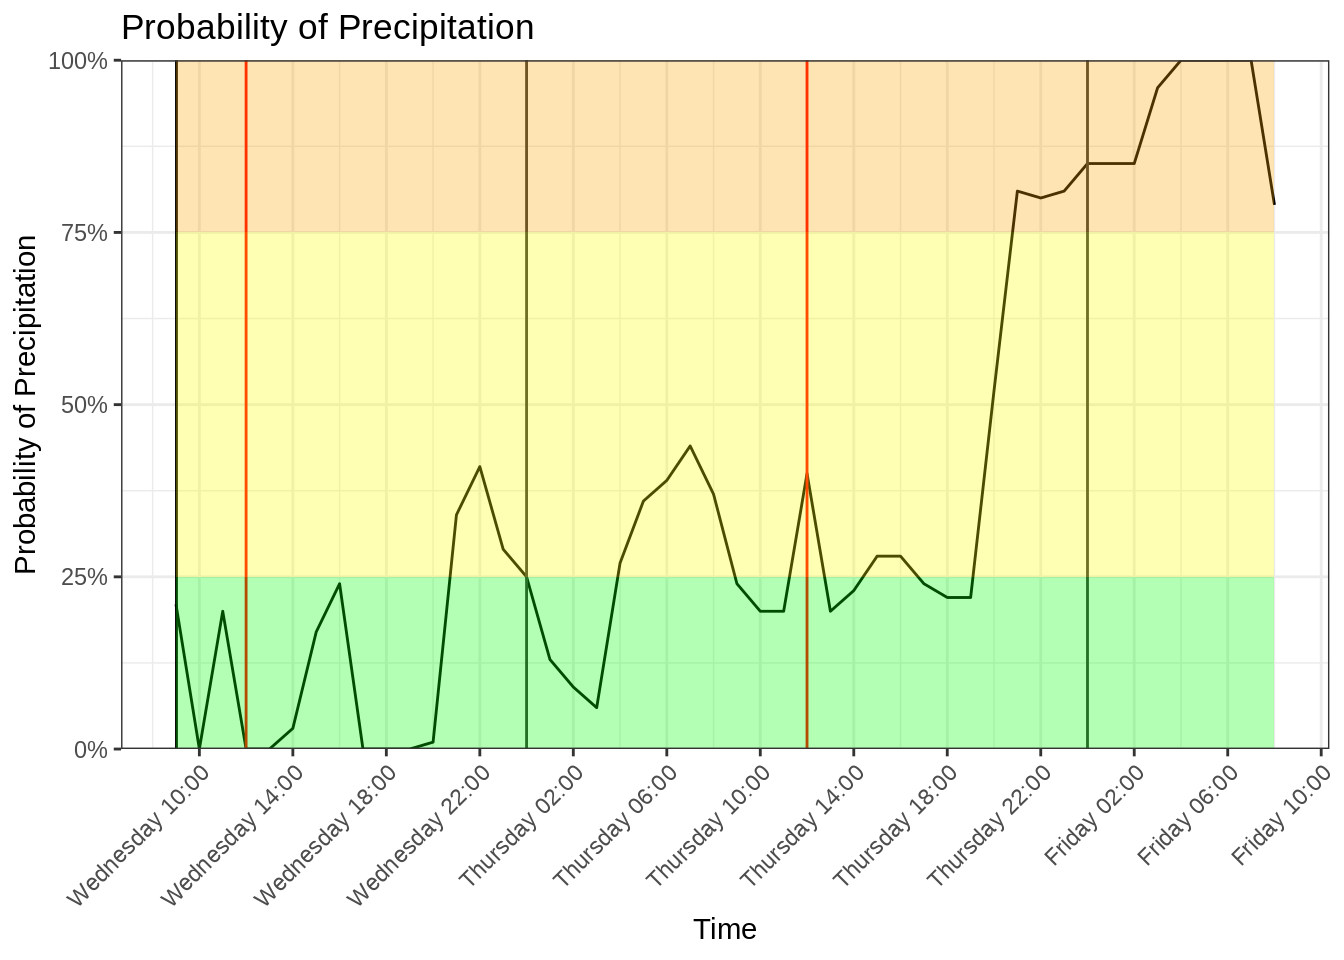 Probability of Precipitation
Probability of Precipitation
100%
75%
50%
25%
0%
Wednesday 10:00
Wednesday 14:00
Wednesday 18:00
Wednesday 22:00
Thursday 02:00
Thursday 06:00
Thursday 10:00
Thursday 14:00
Thursday 18:00
Thursday 22:00
Friday 02:00
Friday 06:00
Friday 10:00
Time